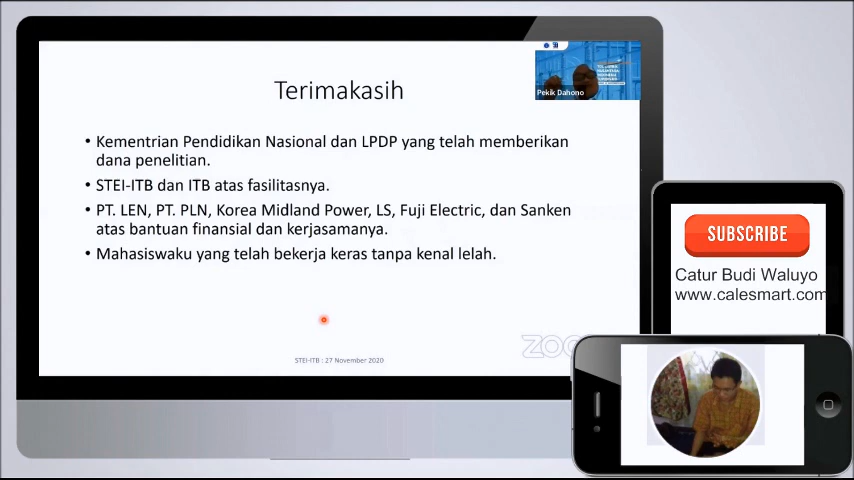 Terimakasih
• Kementrian Pendidikan Nasional dan LPDP yang telah memberikan
dana penelitian.
• STEI-ITB dan ITB atas fasilitasnya.
• PT. LEN, PT. PLN, Korea Midland Power, LS, Fuji Electric, dan Sanken
atas bantuan finansial dan kerjasamanya.
• Mahasiswaku yang telah bekerja keras tanpa kenal lelah.
STEI-ITB : 27 November 2020
Pekik Dahono
SUBSCRIBE
Catur Budi Waluyo
www.calesmart.com